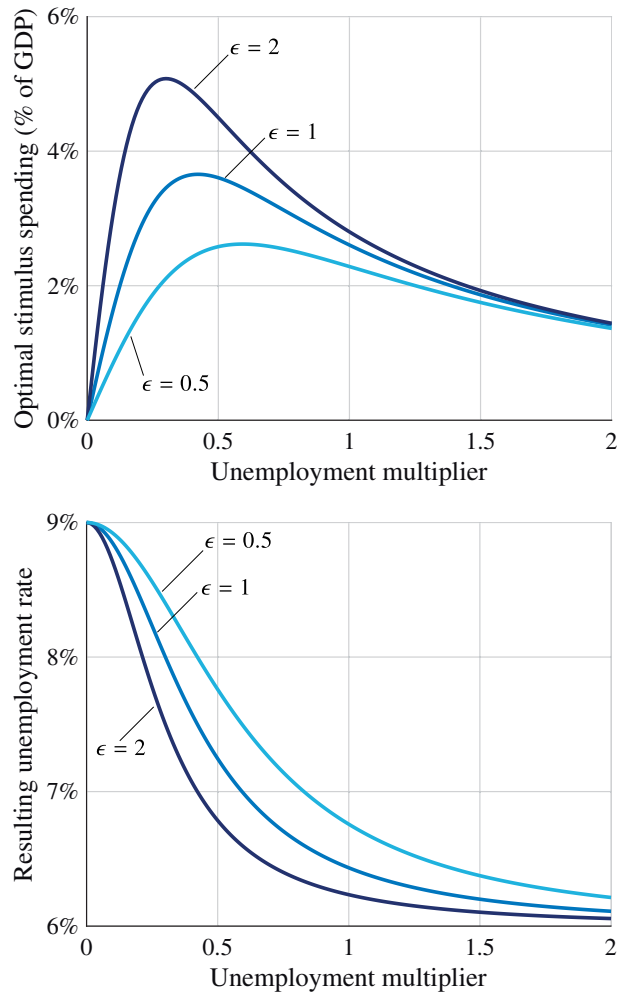 Optimal stimulus spending (% of GDP)
6%
4%
2%
0%
ϵ = 2
ϵ = 1
ϵ = 0.5
0 0.5 1 1.5 2
Unemployment multiplier
Resulting unemployment rate
9%
8%
7%
6%
ϵ = 0.5
ϵ = 1
ϵ = 2
0 0.5 1 1.5 2
Unemployment multiplier